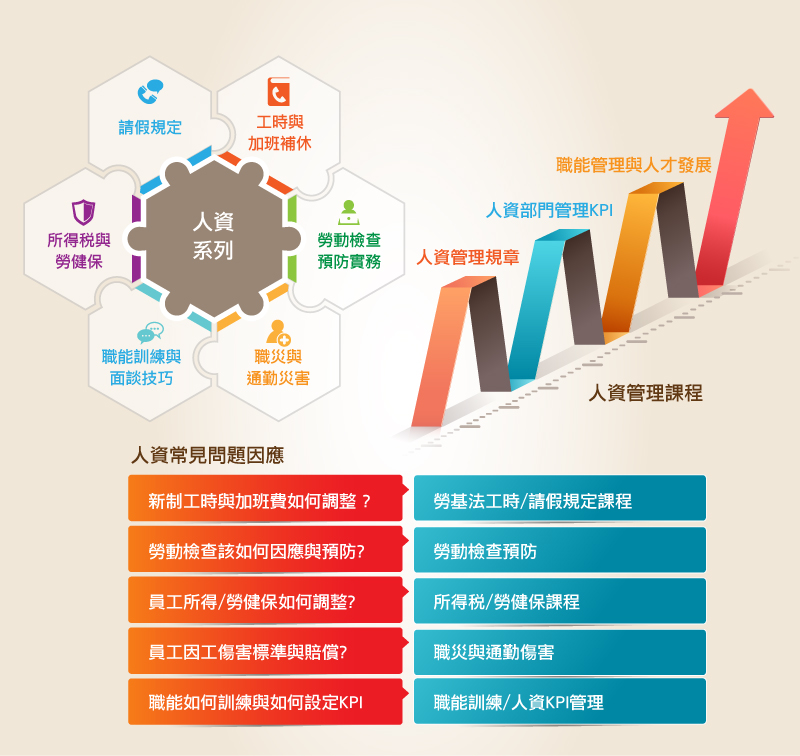 請假規定
工時與
加班補休
人資
系列
所得稅與
勞健保
勞動檢查
預防實務
職能訓練與
面談技巧
職災與
通勤災害
職能管理與人才發展
人資部門管理KPI
人資管理規章
人資管理課程
人資常見問題因應
新制工時與加班費如何調整 ?
勞基法工時/請假規定課程
勞動檢查該如何因應與預防?
勞動檢查預防
員工所得/勞健保如何調整?
所得稅/勞健保課程
員工因工傷害標準與賠償?
職災與通勤傷害
職能如何訓練與如何設定KPI
職能訓練/人資KPI管理